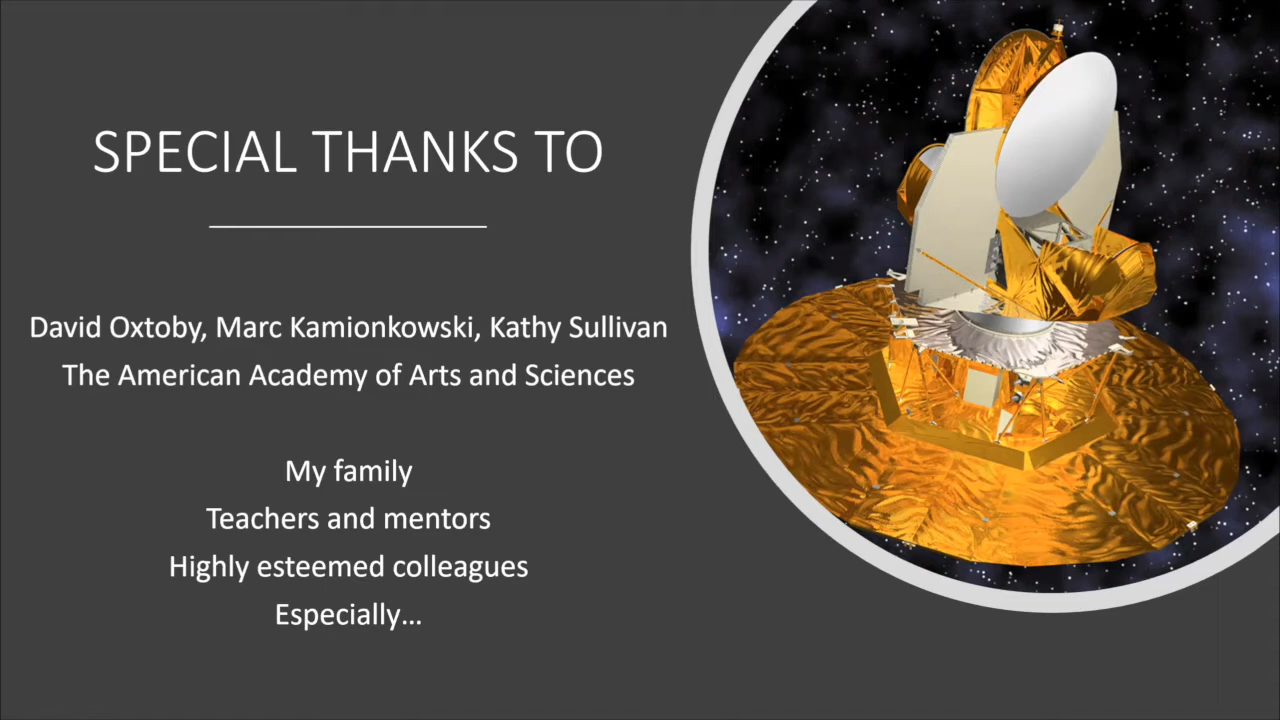 SPECIAL THANKS TO
David Oxtoby, Marc Kamionkowski, Kathy Sullivan
The American Academy of Arts and Sciences
My family
Teachers and mentors
Highly esteemed colleagues
Especially…